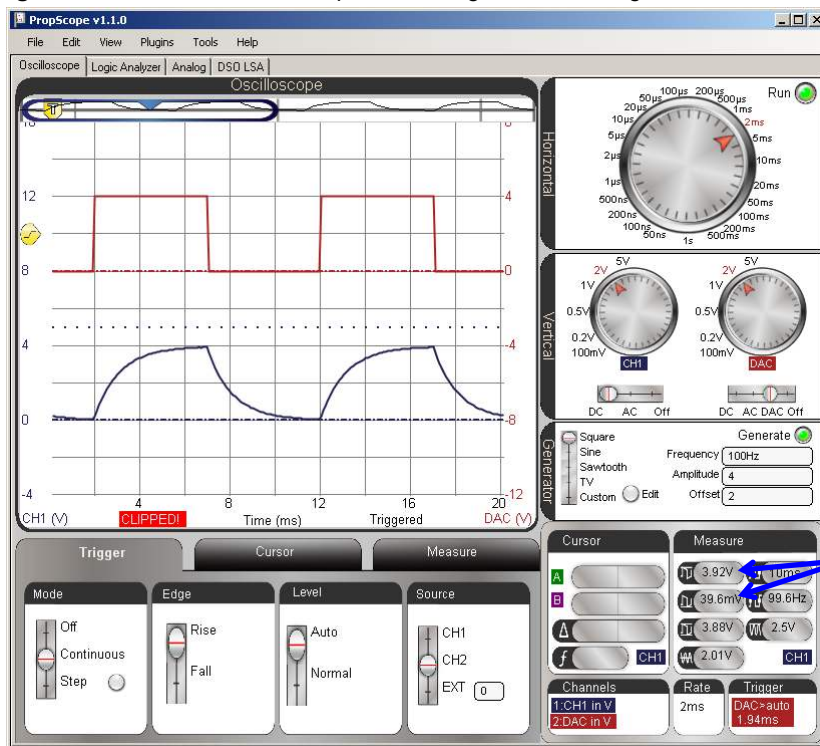 PropScope v1.1.0
File Edit View Plugins Tools Help
Oscilloscope Logic Analyzer Analog DSO LSA
Oscilloscope
T
12
8
4
0
-4
4
0
-4
-8
-12
4 8 12 16 20
CH1 (V) CLIPPED! Time (ms) Triggered DAC (V)
Horizontal
Run
50ns
100ns
200ns
500ns
1µs
2µs
5µs
10µs
20µs
50µs
100µs
200µs
500µs
1ms
2ms
5ms
10ms
20ms
50ms
100ms
200ms
500ms
1s
Vertical
5V
2V
1V
0.5V
0.2V
100mV
CH1
DC AC Off
5V
2V
1V
0.5V
0.2V
100mV
DAC
DC AC DAC Off
Generator
Square
Sine
Sawtooth
TV
Custom Edit
Generate
Frequency 100Hz
Amplitude 4
Offset 2
Trigger Cursor Measure
Mode
Off
Continuous
Step
Edge
Rise
Fall
Level
Auto
Normal
Source
CH1
CH2
EXT 0
Cursor
A
B
Δ
f CH1
Measure
3.92V 10ms
39.6mV 99.6Hz
3.88V 2.5V
2.01V CH1
Channels
1:CH1 in V
2:DAC in V
Rate
2ms
Trigger
DAC>auto
1.94ms